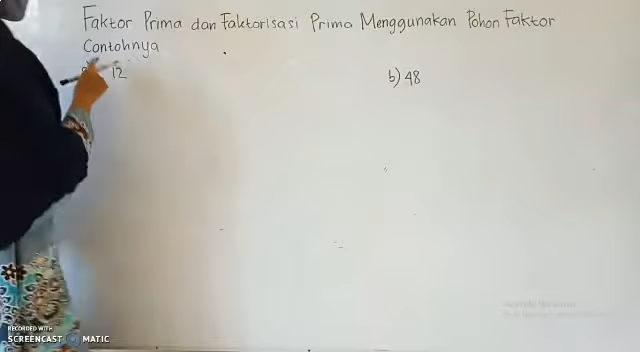 Faktor Prima dan Faktorisasi Prima Menggunakan Pohon Faktor
Contohnya
12
b) 48
RECORDED WITH
SCREENCAST MATIC